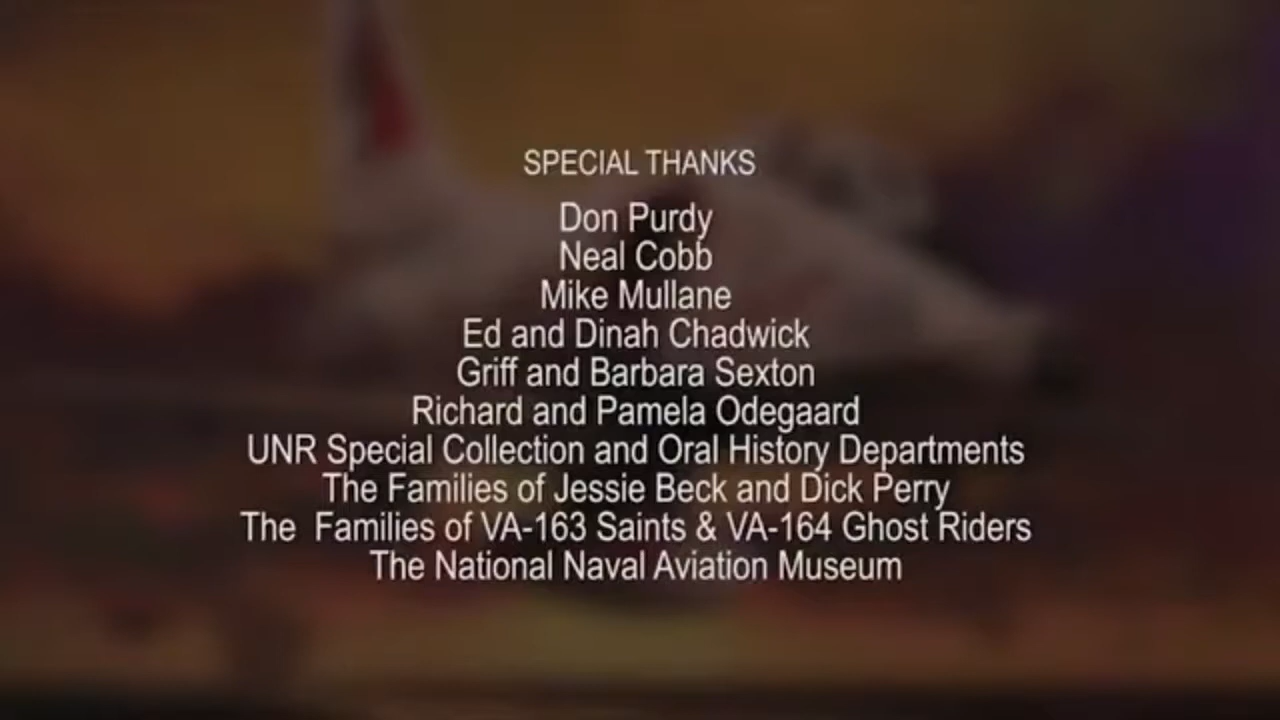 SPECIAL THANKS
Don Purdy
Neal Cobb
Mike Mullane
Ed and Dinah Chadwick
Griff and Barbara Sexton
Richard and Pamela Odegaard
UNR Special Collection and Oral History Departments
The Families of Jessie Beck and Dick Perry
The  Families of VA-163 Saints & VA-164 Ghost Riders
The National Naval Aviation Museum